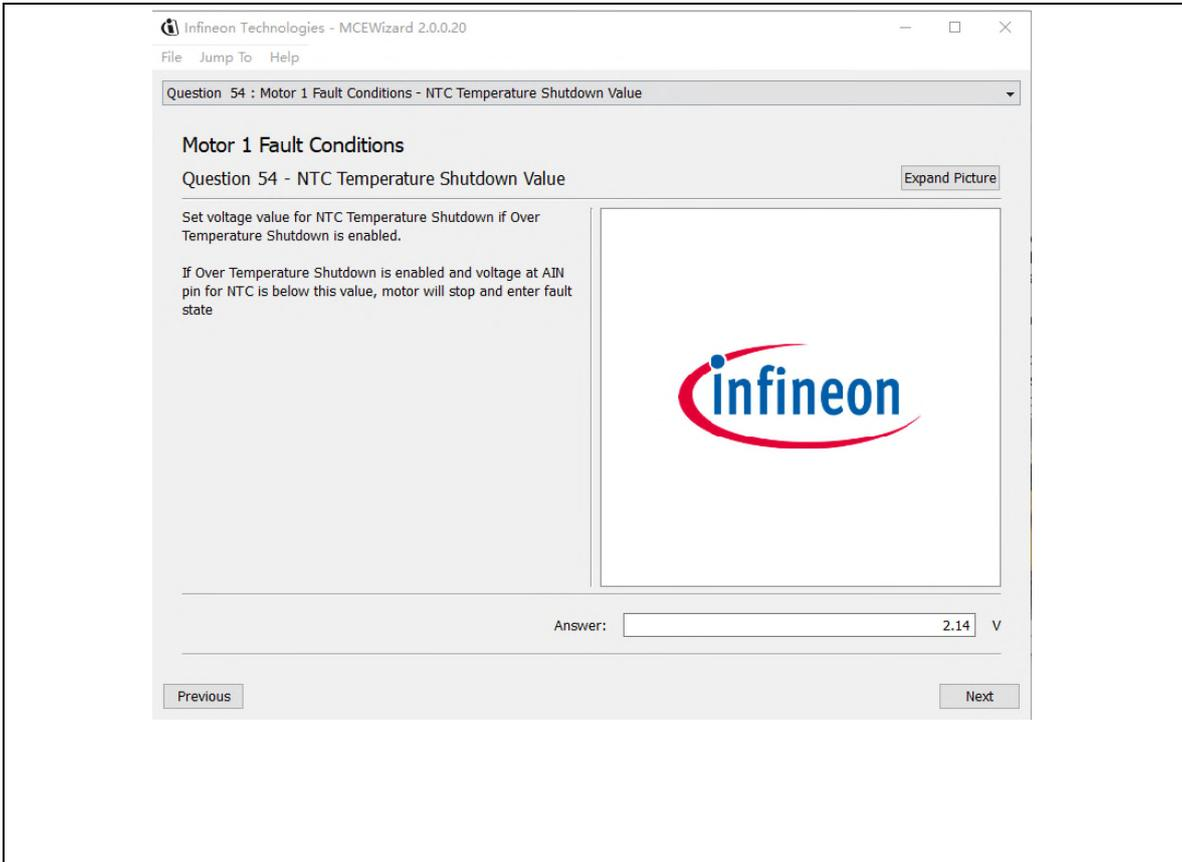 Infineon Technologies - MCEWizard 2.0.0.20
File Jump To Help
Question 54 : Motor 1 Fault Conditions - NTC Temperature Shutdown Value
Motor 1 Fault Conditions
Question 54 - NTC Temperature Shutdown Value
Expand Picture
Set voltage value for NTC Temperature Shutdown if Over
Temperature Shutdown is enabled.
If Over Temperature Shutdown is enabled and voltage at AIN
pin for NTC is below this value, motor will stop and enter fault
state
infineon
Answer: 2.14 V
Previous Next